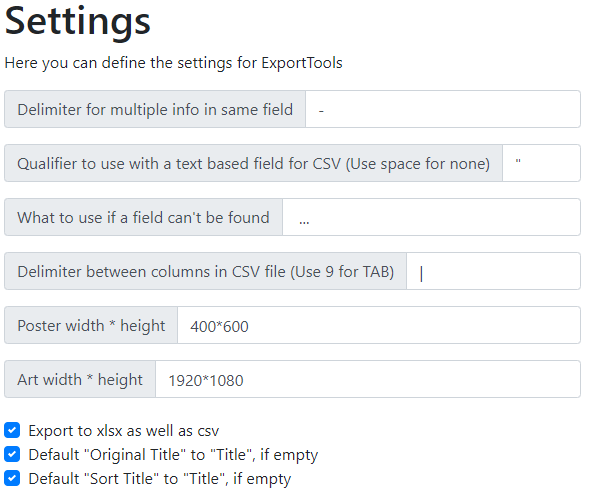 Settings
Here you can define the settings for ExportTools
Delimiter for multiple info in same field -
Qualifier to use with a text based field for CSV (Use space for none) "
What to use if a field can't be found ...
Delimiter between columns in CSV file (Use 9 for TAB) |
Poster width * height 400*600
Art width * height 1920*1080
Export to xlsx as well as csv
Default "Original Title" to "Title", if empty
Default "Sort Title" to "Title", if empty